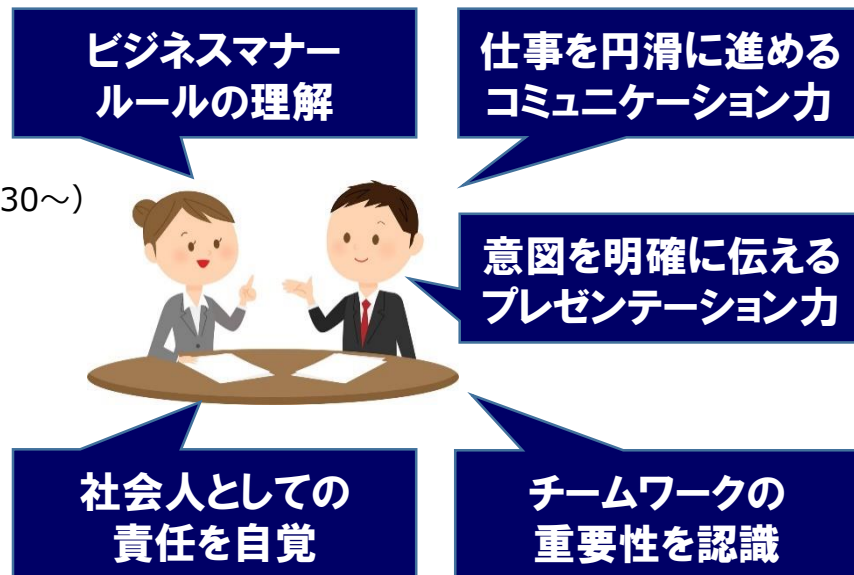 ビジネスマナー
ルールの理解
仕事を円滑に進める
コミュニケーション力
30～)
意図を明確に伝える
プレゼンテーション力
社会人としての
責任を自覚
チームワークの
重要性を認識